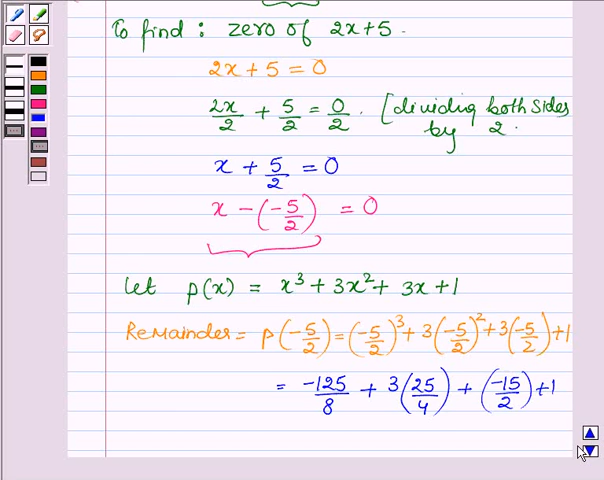 To find : zero of 2x+5.
2x + 5 = 0
2x/2 + 5/2 = 0/2 . [dividing both sides by 2.
x + 5/2 = 0
x - (-5/2) = 0
Let p(x) = x³ + 3x² + 3x + 1
Remainder = p(-5/2) = (-5/2)³ + 3(-5/2)² + 3(-5/2) + 1
= -125/8 + 3(25/4) + (-15/2) + 1